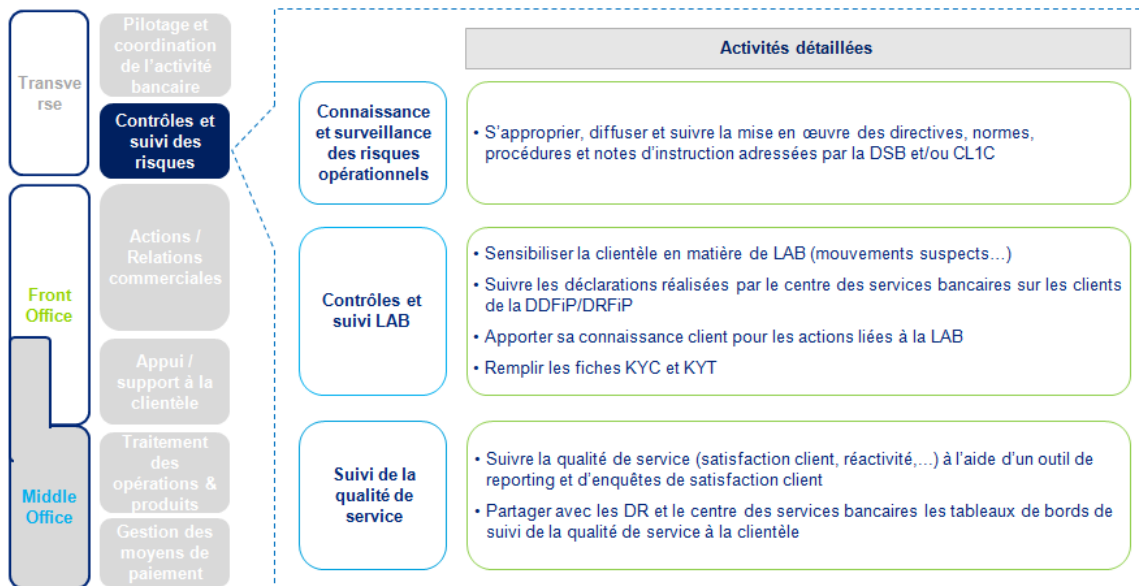 Transve
rse
Front
Office
Middle
Office
Pilotage et
coordination
de l'activité
bancaire
Contrôles et
suivi des
risques
Actions /
Relations
commerciales
Appui /
support à la
clientèle
Traitement
des
opérations &
produits
Gestion des
moyens de
paiement
Activités détaillées
Connaissance
et surveillance
des risques
opérationnels
• S'approprier, diffuser et suivre la mise en œuvre des directives, normes,
procédures et notes d'instruction adressées par la DSB et/ou CL1C
Contrôles et
suivi LAB
• Sensibiliser la clientèle en matière de LAB (mouvements suspects…)
• Suivre les déclarations réalisées par le centre des services bancaires sur les clients
de la DDFiP/DRFiP
• Apporter sa connaissance client pour les actions liées à la LAB
• Remplir les fiches KYC et KYT
Suivi de la
qualité de
service
• Suivre la qualité de service (satisfaction client, réactivité,…) à l'aide d'un outil de
reporting et d'enquêtes de satisfaction client
• Partager avec les DR et le centre des services bancaires les tableaux de bords de
suivi de la qualité de service à la clientèle